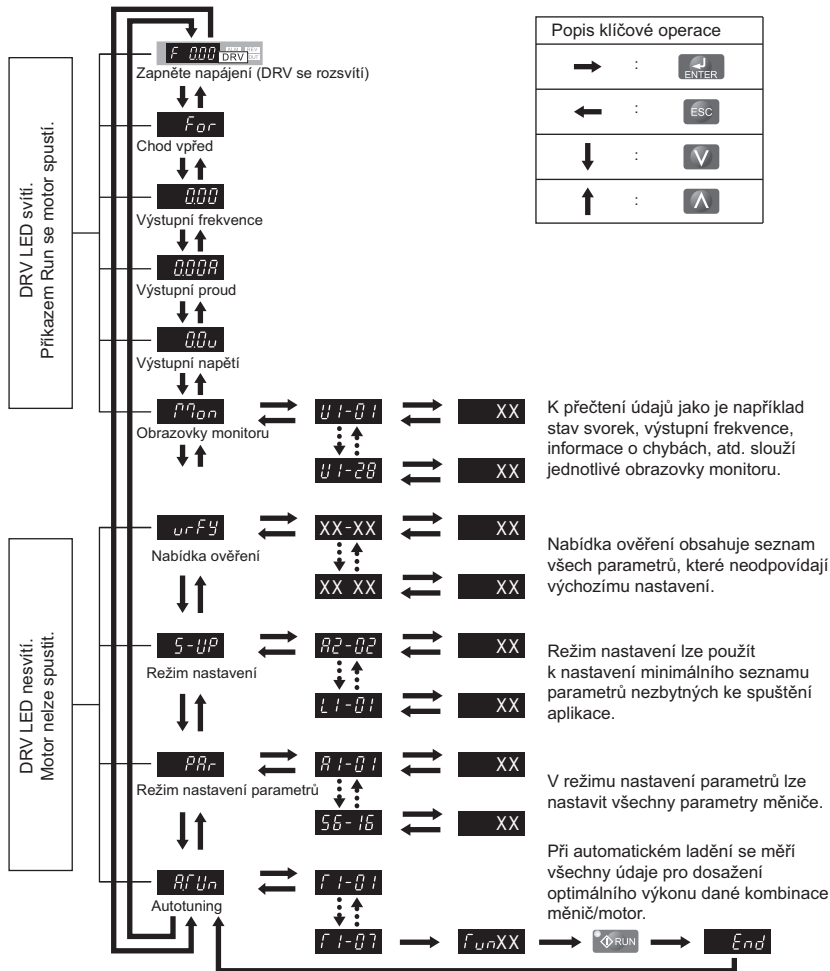 F 0.00
ALM REV
DRV OUT
Zapněte napájení (DRV se rozsvítí)
For
Chod vpřed
0.00
Výstupní frekvence
0.00A
Výstupní proud
0.0v
Výstupní napětí
DRV LED svítí.
Příkazem Run se motor spustí.
Popis klíčové operace
: ENTER
: ESC
:
:
Mon U1-01 XX
Obrazovky monitoru
U1-28 XX
K přečtení údajů jako je například
stav svorek, výstupní frekvence,
informace o chybách, atd. slouží
jednotlivé obrazovky monitoru.
DRV LED nesvítí.
Motor nelze spustit.
vrFY XX-XX XX
Nabídka ověření
XX XX XX
Nabídka ověření obsahuje seznam
všech parametrů, které neodpovídají
výchozímu nastavení.
S-UP A2-02 XX
Režim nastavení
L1-01 XX
Režim nastavení lze použít
k nastavení minimálního seznamu
parametrů nezbytných ke spuštění
aplikace.
PAr A1-01 XX
Režim nastavení parametrů
S6-16 XX
V režimu nastavení parametrů lze
nastavit všechny parametry měniče.
A.TUn T1-01
Autotuning
Při automatickém ladění se měří
všechny údaje pro dosažení
optimálního výkonu dané kombinace
měnič/motor.
T1-07 TunXX RUN End